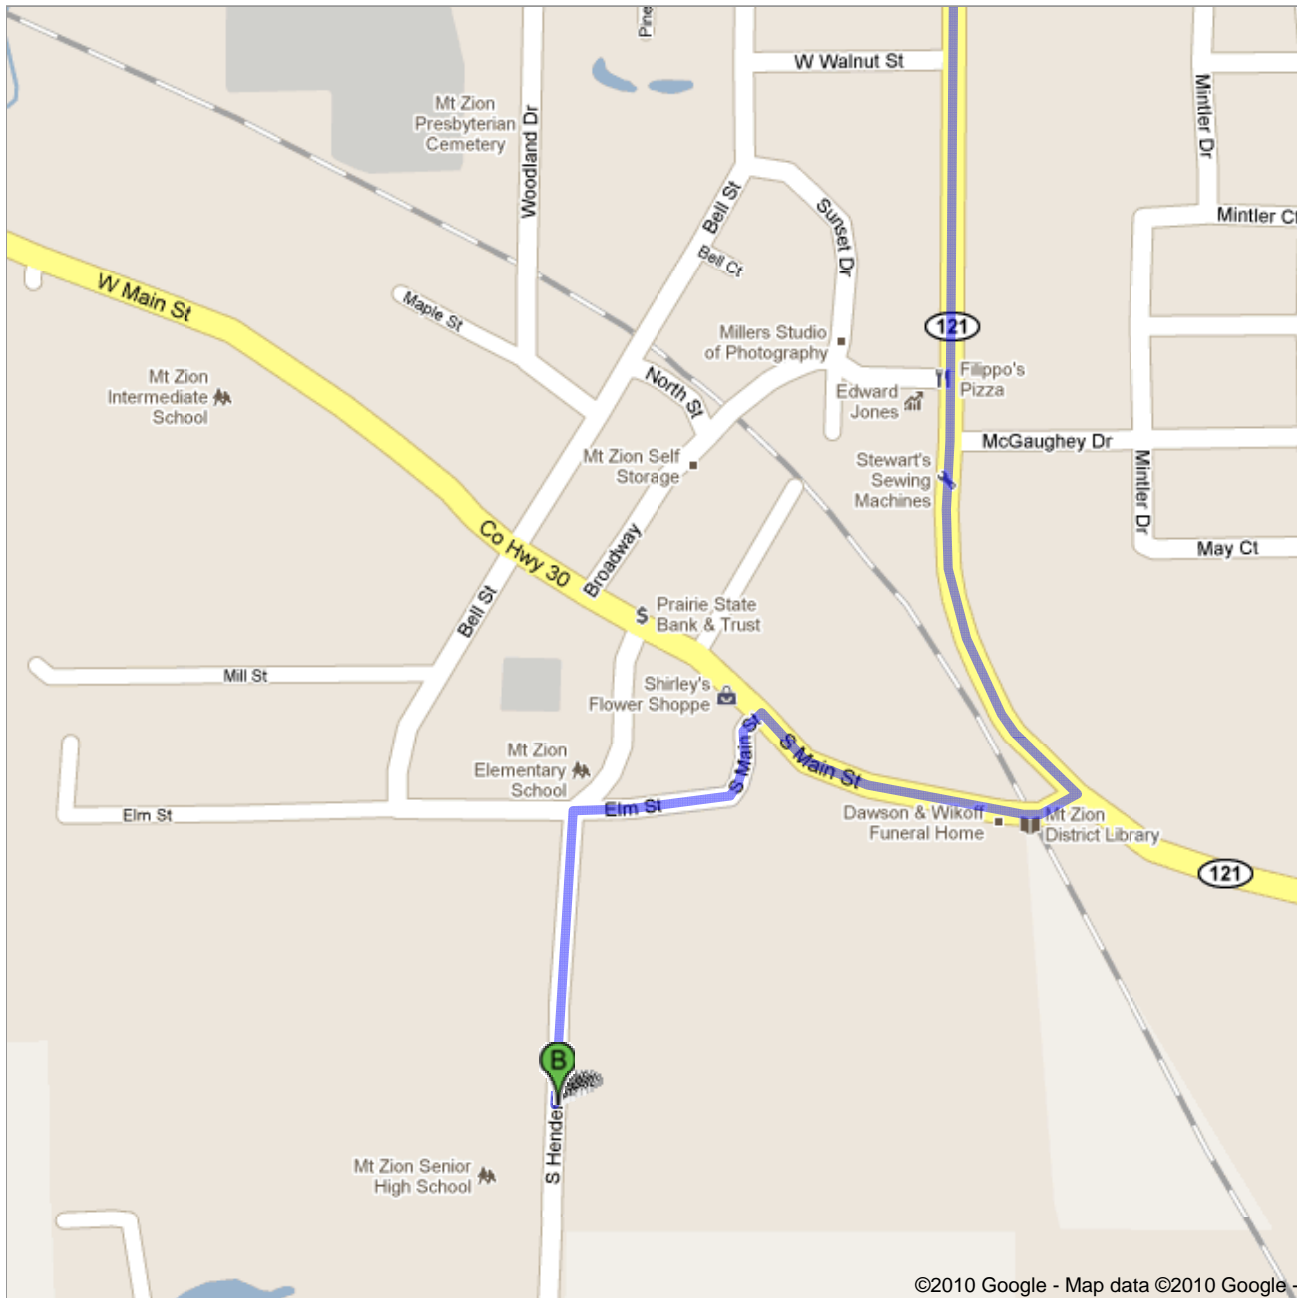 Pine
W Walnut St
Mt Zion
Presbyterian
Cemetery
Woodland Dr
Mintler Dr
Bell St
Sunset Dr
Mintler Ct
Bell Ct
W Main St
Maple St
121
Millers Studio
of Photography
Filippo's
Pizza
Mt Zion
Intermediate
School
North St
Edward
Jones
McGaughey Dr
Mt Zion Self
Storage
Stewart's
Sewing
Machines
Mintler Dr
Co Hwy 30
Broadway
May Ct
Bell St
Prairie State
Bank & Trust
Mill St
Shirley's
Flower Shoppe
S Main St
S Main St
Mt Zion
Elementary
School
Elm St
Elm St
Dawson & Wikoff
Funeral Home
Mt Zion
District Library
121
B
S Hender
Mt Zion Senior
High School
©2010 Google - Map data ©2010 Google -